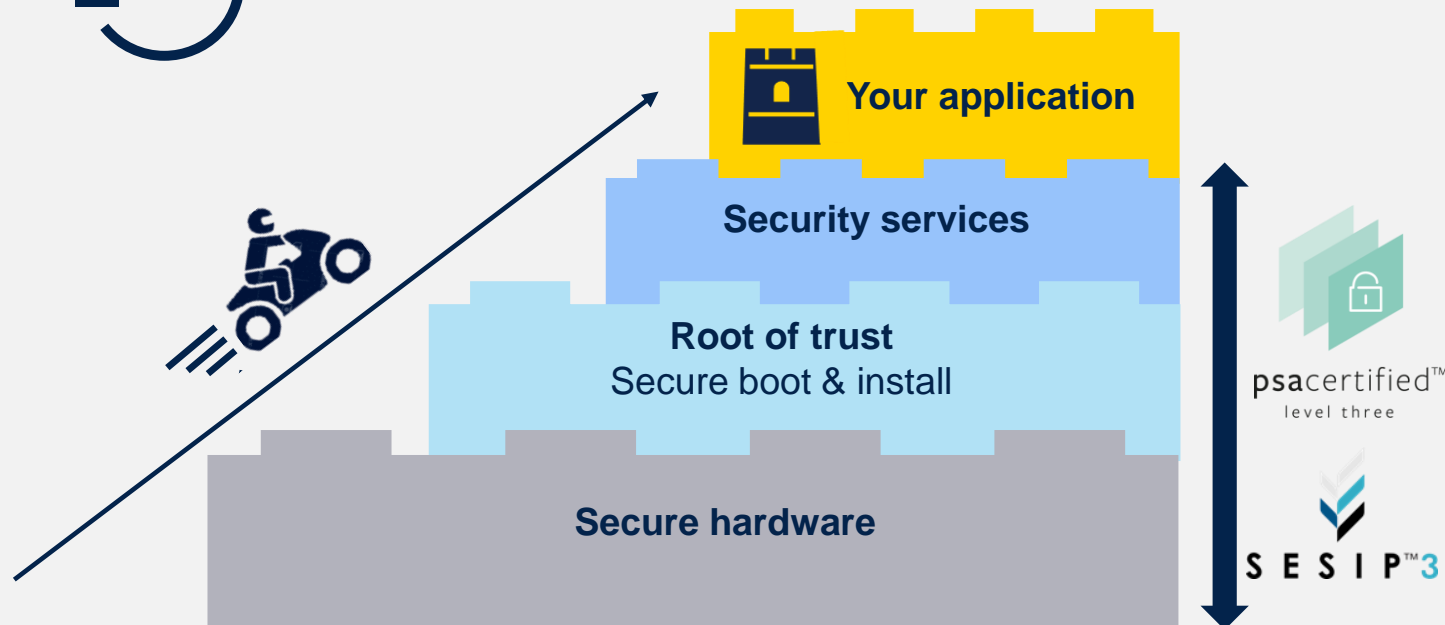 Your application
Security services
Root of trust
Secure boot & install
Secure hardware
psacertified™
level three
SESIP™3